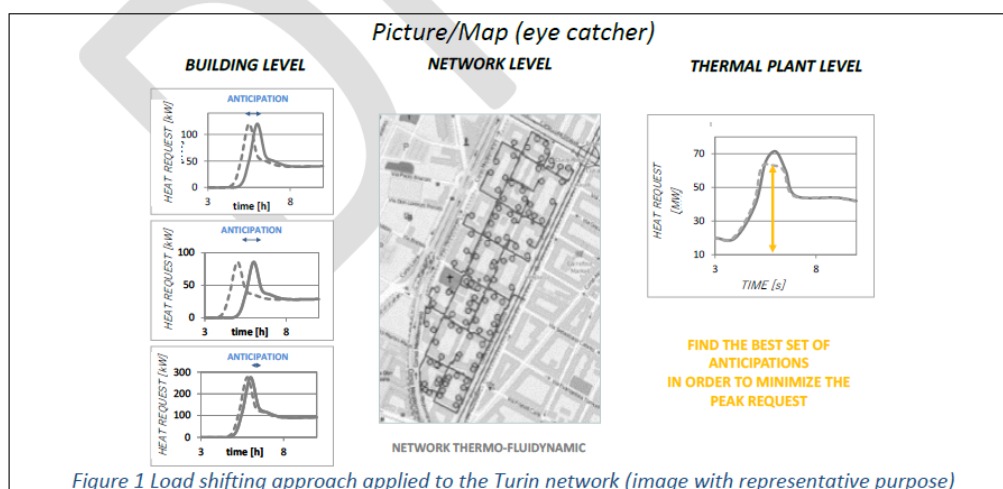 Picture/Map (eye catcher)
BUILDING LEVEL
NETWORK LEVEL
THERMAL PLANT LEVEL
ANTICIPATION
HEAT REQUEST [kW]
100
50
0
3
8
time [h]
ANTICIPATION
HEAT REQUEST [kW]
100
50
0
3
8
time [h]
ANTICIPATION
HEAT REQUEST [kW]
300
200
100
0
3
8
time [h]
NETWORK THERMO-FLUIDYNAMIC
HEAT REQUEST
[MW]
70
50
30
10
3
8
TIME [s]
FIND THE BEST SET OF
ANTICIPATIONS
IN ORDER TO MINIMIZE THE
PEAK REQUEST
Figure 1 Load shifting approach applied to the Turin network (image with representative purpose)